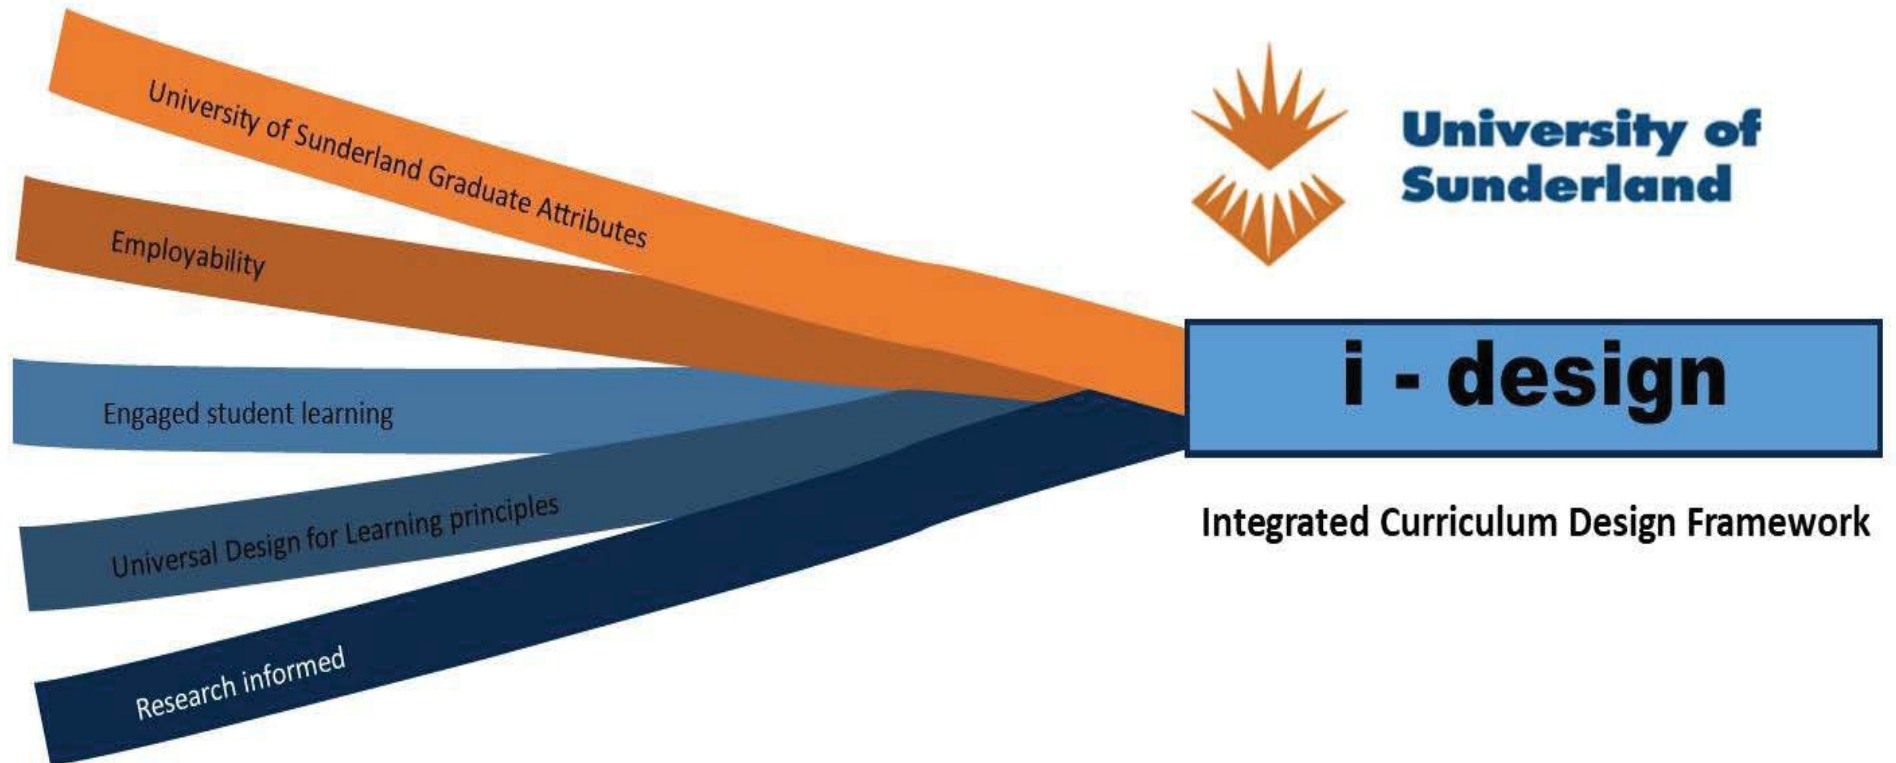 University of Sunderland Graduate Attributes
Employability
Engaged student learning
Universal Design for Learning principles
Research informed
University of
Sunderland
i - design
Integrated Curriculum Design Framework